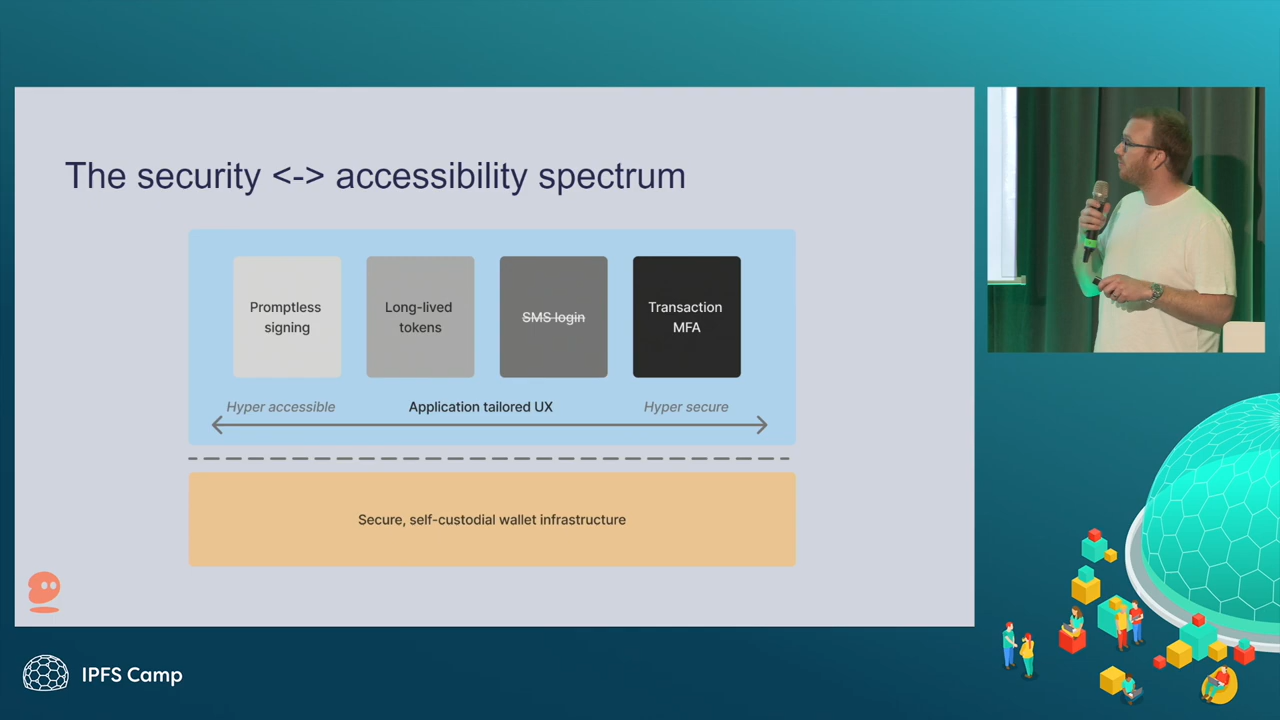 The security <-> accessibility spectrum
Promptless
signing
Long-lived
tokens
SMS login
Transaction
MFA
Hyper accessible
Application tailored UX
Hyper secure
Secure, self-custodial wallet infrastructure
IPFS Camp